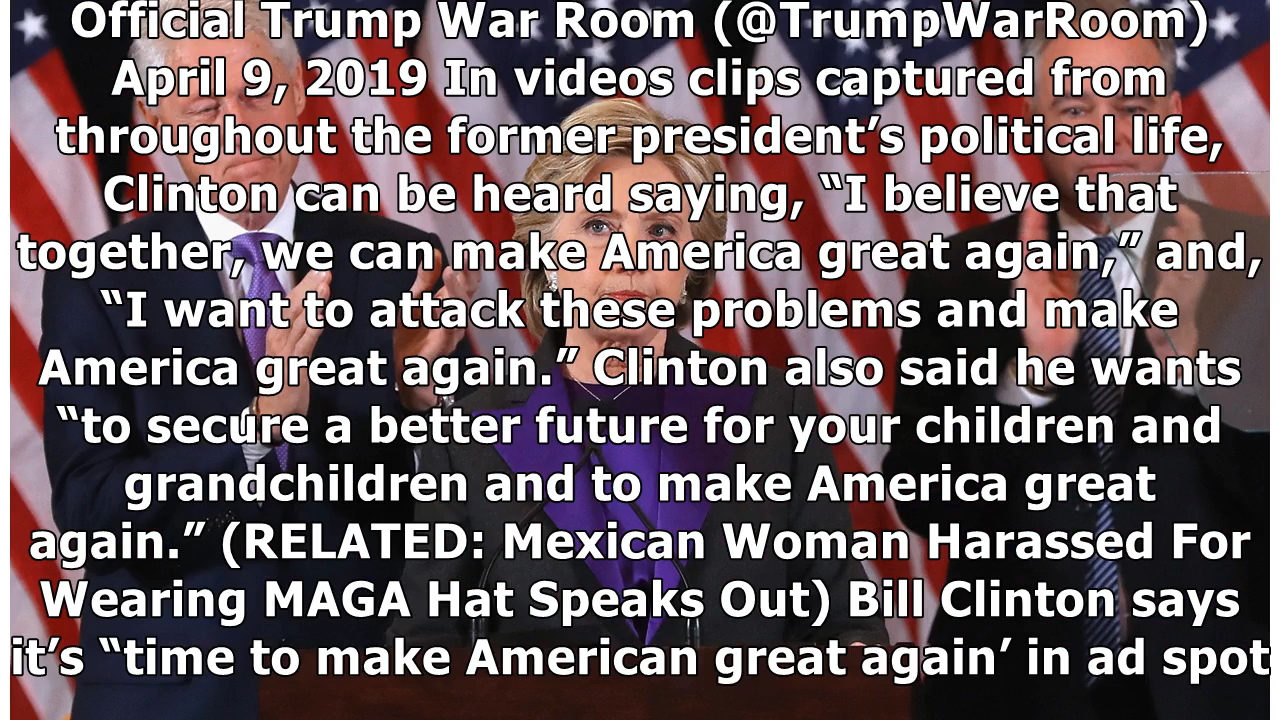 Official Trump War Room (@TrumpWarRoom)
April 9, 2019 In videos clips captured from
throughout the former president’s political life,
Clinton can be heard saying, “I believe that
together, we can make America great again,” and,
“I want to attack these problems and make
America great again.” Clinton also said he wants
“to secure a better future for your children and
grandchildren and to make America great
again.” (RELATED: Mexican Woman Harassed For
Wearing MAGA Hat Speaks Out) Bill Clinton says
it’s “time to make American great again’ in ad spot